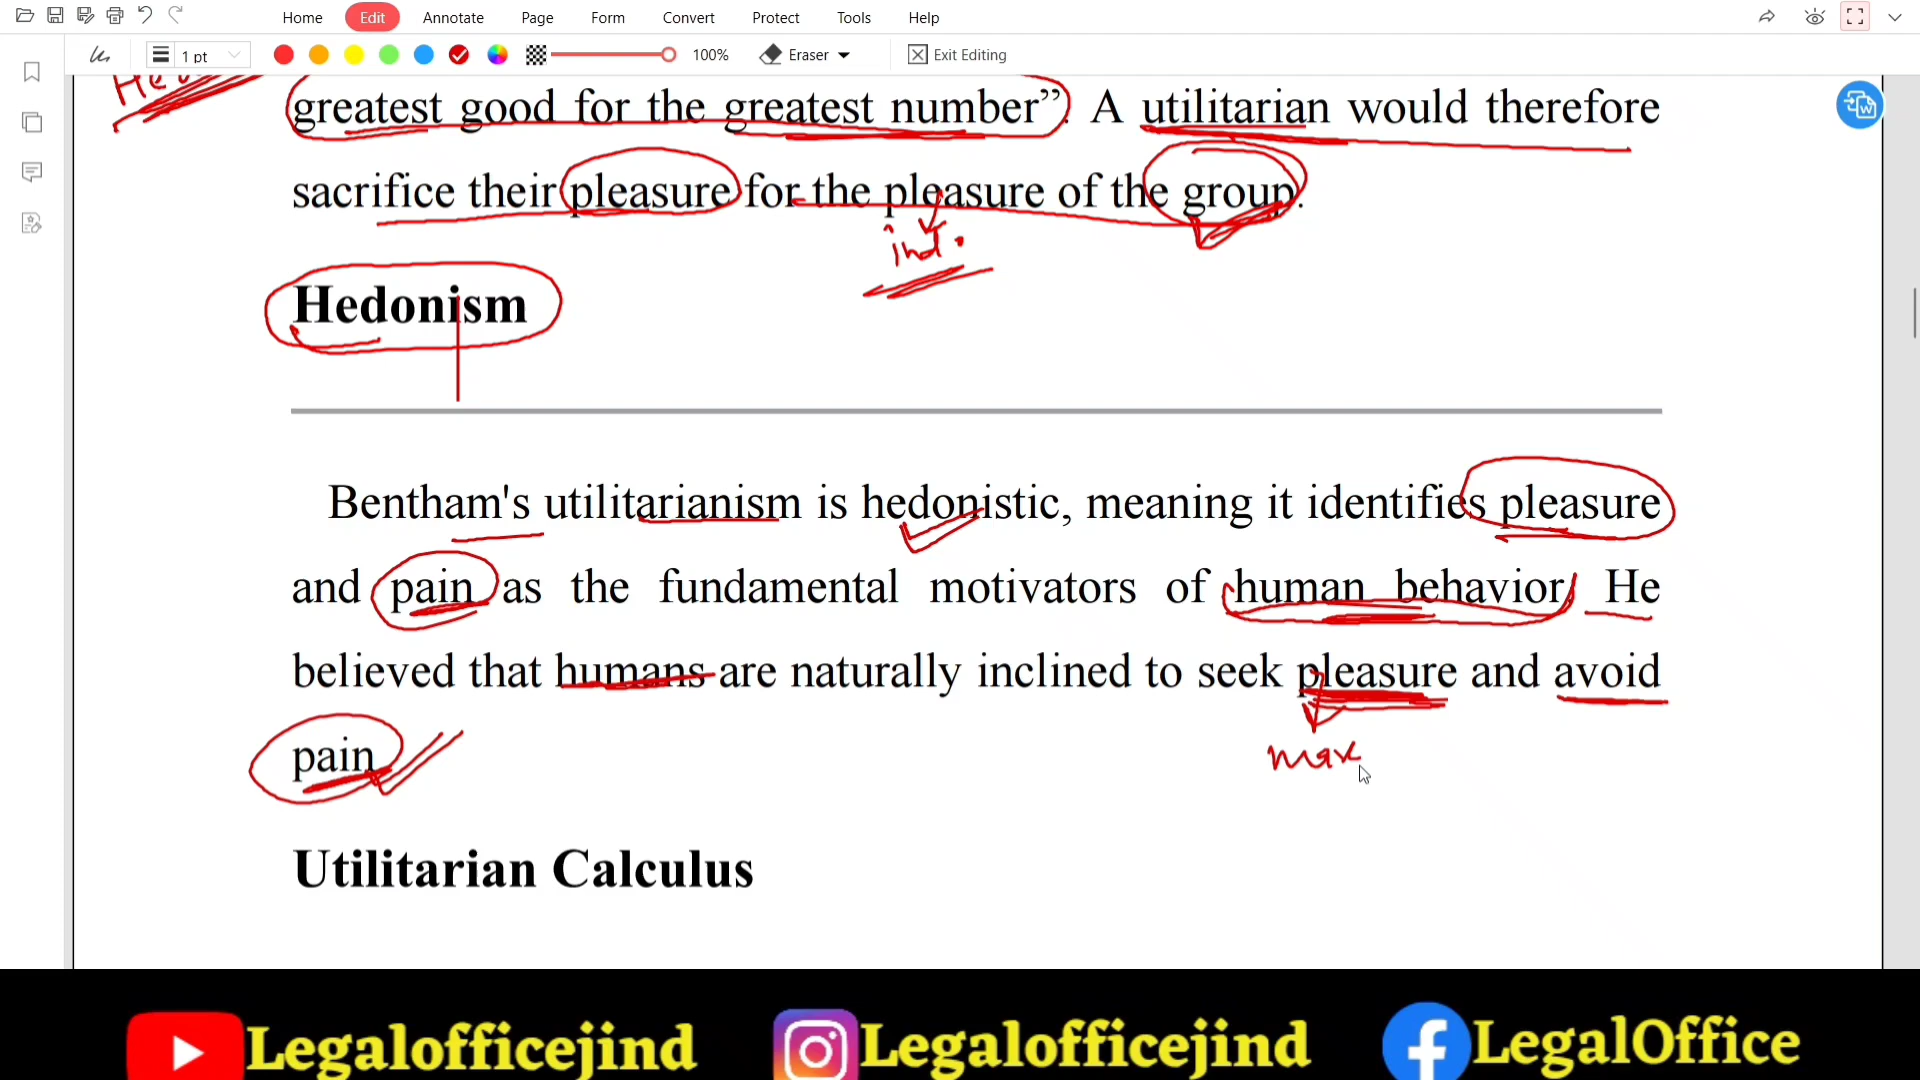 Home Edit Annotate Page Form Convert Protect Tools Help
1 pt 100% Eraser Exit Editing
greatest good for the greatest number”. A utilitarian would therefore
sacrifice their pleasure for the pleasure of the group.
ind.
Hedonism
Bentham's utilitarianism is hedonistic, meaning it identifies pleasure
and pain as the fundamental motivators of human behavior. He
believed that humans are naturally inclined to seek pleasure and avoid
pain
max
Utilitarian Calculus
Legalofficejind Legalofficejind LegalOffice